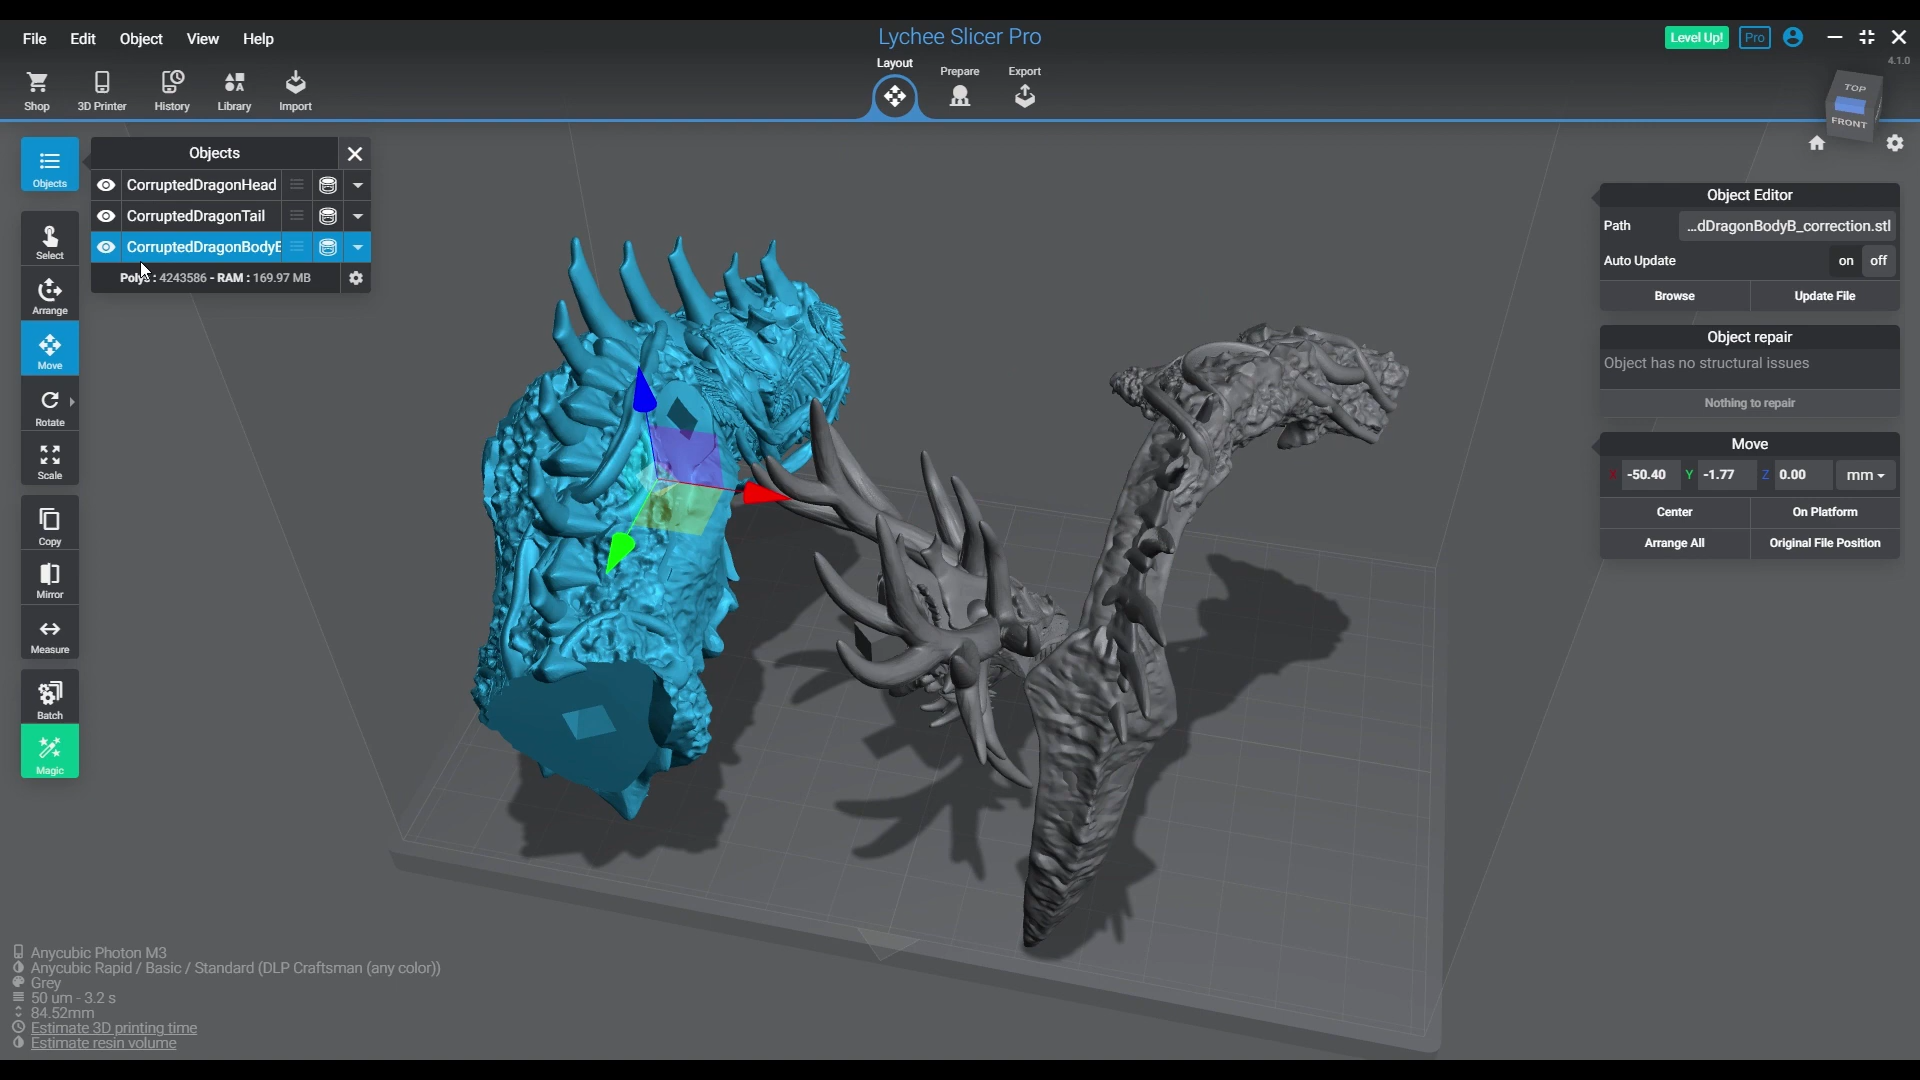 File Edit Object View Help
Lychee Slicer Pro
Level Up! Pro
4.1.0
Shop 3D Printer History Library Import
Layout Prepare Export
TOP
FRONT
Objects
Objects
CorruptedDragonHead
CorruptedDragonTail
CorruptedDragonBodyB
Polys : 4243586 - RAM : 169.97 MB
Select
Arrange
Move
Rotate
Scale
Copy
Mirror
Measure
Batch
Magic
Object Editor
Path ...dDragonBodyB_correction.stl
Auto Update on off
Browse Update File
Object repair
Object has no structural issues
Nothing to repair
Move
X -50.40 Y -1.77 Z 0.00 mm
Center On Platform
Arrange All Original File Position
Anycubic Photon M3
Anycubic Rapid / Basic / Standard (DLP Craftsman (any color))
Grey
50 um - 3.2 s
84.52mm
Estimate 3D printing time
Estimate resin volume